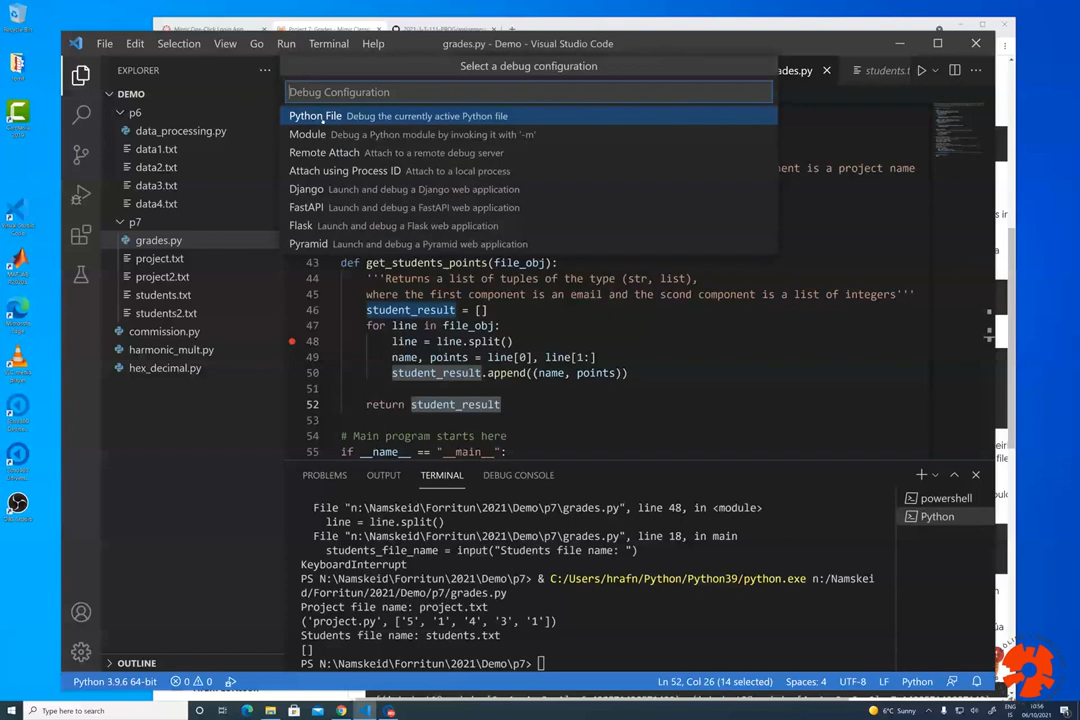 File Edit Selection View Go Run Terminal Help
grades.py - Demo - Visual Studio Code
Select a debug configuration
Debug Configuration
Python File Debug the currently active Python file
Module Debug a Python module by invoking it with '-m'
Remote Attach Attach to a remote debug server
Attach using Process ID Attach to a local process
Django Launch and debug a Django web application
FastAPI Launch and debug a FastAPI web application
Flask Launch and debug a Flask web application
Pyramid Launch and debug a Pyramid web application
EXPLORER
DEMO
p6
data_processing.py
data1.txt
data2.txt
data3.txt
data4.txt
p7
grades.py
project.txt
project2.txt
students.txt
students2.txt
commission.py
harmonic_mult.py
hex_decimal.py
OUTLINE
ades.py
students.t
ent is a project name
43 def get_students_points(file_obj):
44 '''Returns a list of tuples of the type (str, list),
45 where the first component is an email and the scond component is a list of integers'''
46 student_result = []
47 for line in file_obj:
48 line = line.split()
49 name, points = line[0], line[1:]
50 student_result.append((name, points))
51
52 return student_result
53
54 # Main program starts here
55 if __name__ == "__main__":
PROBLEMS OUTPUT TERMINAL DEBUG CONSOLE
File "n:\Namskeid\Forritun\2021\Demo\p7\grades.py", line 48, in <module>
line = line.split()
File "n:\Namskeid\Forritun\2021\Demo\p7\grades.py", line 18, in main
students_file_name = input("Students file name: ")
KeyboardInterrupt
PS N:\Namskeid\Forritun\2021\Demo\p7> & C:/Users/hrafn/Python/Python39/python.exe n:/Namskei
d/Forritun/2021/Demo/p7/grades.py
Project file name: project.txt
('project.py', ['5', '1', '4', '3', '1'])
Students file name: students.txt
[]
PS N:\Namskeid\Forritun\2021\Demo\p7>
powershell
Python
Python 3.9.6 64-bit 0 0
Ln 52, Col 26 (14 selected) Spaces: 4 UTF-8 LF Python
Type here to search
6°C Sunny
10:56
06/10/2021